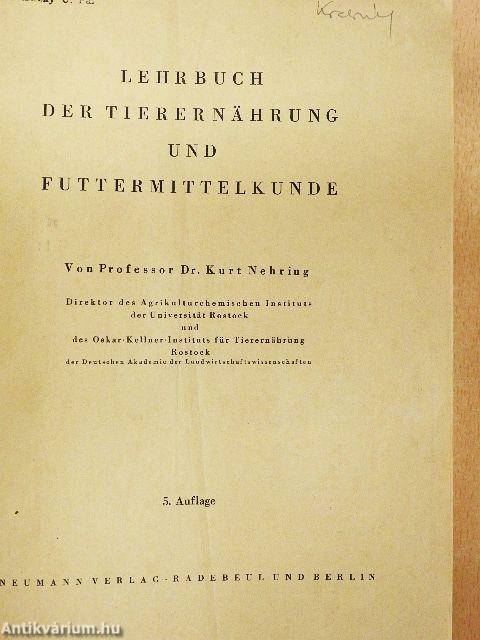 LEHRBUCH
DER TIERERNÄHRUNG
UND
FUTTERMITTELKUNDE
Von Professor Dr. Kurt Nehring
Direktor des Agrikulturchemischen Instituts
der Universität Rostock
und
des Oskar-Kellner-Instituts für Tierernährung
Rostock
der Deutschen Akademie der Landwirtschaftswissenschaften
5. Auflage
NEUMANN VERLAG · RADEBEUL UND BERLIN
Antikvárium.hu